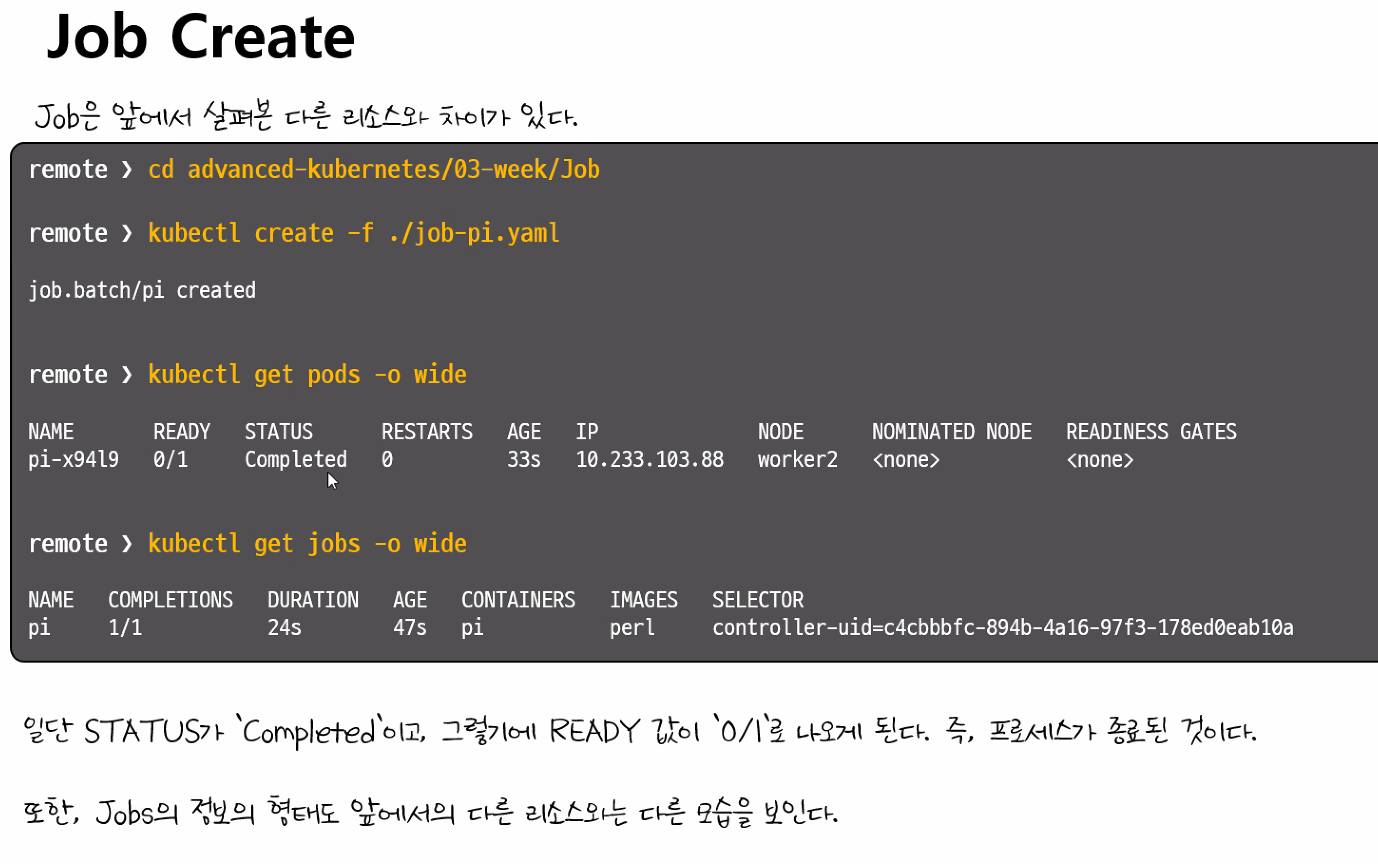 Job Create
Job은 앞에서 살펴본 다른 리소스와 차이가 있다.
remote ❯ cd advanced-kubernetes/03-week/Job
remote ❯ kubectl create -f ./job-pi.yaml
job.batch/pi created
remote ❯ kubectl get pods -o wide
NAME READY STATUS RESTARTS AGE IP NODE NOMINATED NODE READINESS GATES
pi-x94l9 0/1 Completed 0 33s 10.233.103.88 worker2 <none> <none>
remote ❯ kubectl get jobs -o wide
NAME COMPLETIONS DURATION AGE CONTAINERS IMAGES SELECTOR
pi 1/1 24s 47s pi perl controller-uid=c4cbbbfc-894b-4a16-97f3-178ed0eab10a
일단 STATUS가 'Completed'이고, 그렇기에 READY 값이 '0/1'로 나오게 된다. 즉, 프로세스가 종료된 것이다.
또한, Jobs의 정보의 형태도 앞에서의 다른 리소스와는 다른 모습을 보인다.